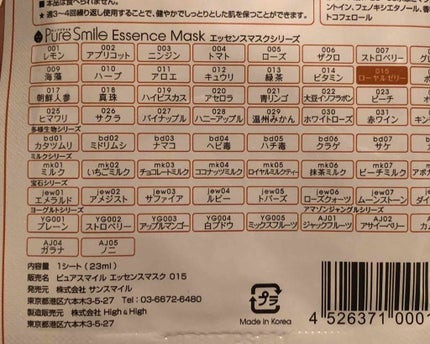 ●本品は食べられません。
●週3～4回繰り返し使用することで、健やかでしっとりした肌を保つことができます。
ントイン、フェノキシエタノール、香
トコフェロール
Pure Smile Essence Mask エッセンスマスクシリーズ
001 レモン 002 アプリコット 003 ニンジン 004 トマト 005 ローズ 006 ザクロ 007 ストロベリー
009 海藻 010 ハーブ 011 アロエ 012 キュウリ 013 緑茶 014 ビタミン 015 ローヤルゼリー
017 朝鮮人参 018 真珠 019 ハイビスカス 020 アセロラ 021 青リンゴ 022 大豆イソフラボン 023 ピーチ
025 ヒマワリ 026 サクラ 027 パイナップル 028 ハニーアップル 029 温州みかん 030 ホワイトリリー 031 赤ワイン
多様生物シリーズ
bd01 カタツムリ bd02 ミドリムシ bd03 ナマコ bd04 ヘビ毒 bd05 ハチ毒 bd06 クラゲ bd07 サケ
ミルクシリーズ
mk01 ミルク mk02 いちごミルク mk03 チョコレートミルク mk04 ココナッツミルク mk05 ロイヤルミルクティー mk06 抹茶ミルク mk07 ピーチミルク
宝石シリーズ
jew01 エメラルド jew02 アメジスト jew03 サファイア jew04 ルビー jew05 トパーズ jew06 ローズクォーツ jew07 ムーンストーン
ヨーグルトシリーズ アマゾンジャングルシリーズ
YG001 プレーン YG002 ストロベリー YG003 アップルマンゴー YG004 白ブドウ YG005 ミックスフルーツ AJ01 ジャックフルーツ AJ02 アサイーベリー
AJ04 ガラナ AJ05 ノニ
内容量 1シート(23ml)
販売名 ピュアスマイル エッセンスマスク 015
発売元 株式会社 サンスマイル
東京都港区六本木3-5-27 Tel : 03-6672-6480
製造販売元 株式会社 High & High
東京都港区六本木3-5-27
プラ
Made in Korea
4 526371 000